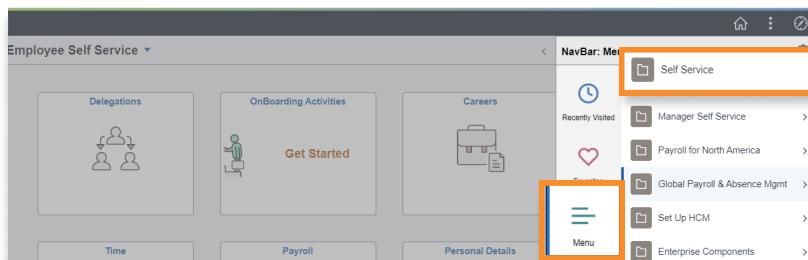 Employee Self Service
NavBar: Me
Self Service
Delegations
OnBoarding Activities
Careers
Get Started
Recently Visited
Manager Self Service
Payroll for North America
Favorites
Global Payroll & Absence Mgmt
Menu
Set Up HCM
Enterprise Components
Time
Payroll
Personal Details